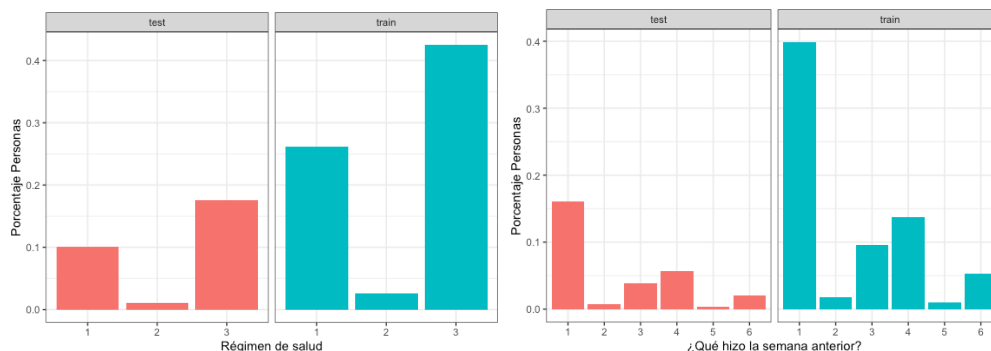 test train
Porcentaje Personas
0.4
0.3
0.2
0.1
0.0
1 2 3 1 2 3
Régimen de salud
test train
Porcentaje Personas
0.4
0.3
0.2
0.1
0.0
1 2 3 4 5 6 1 2 3 4 5 6
¿Qué hizo la semana anterior?